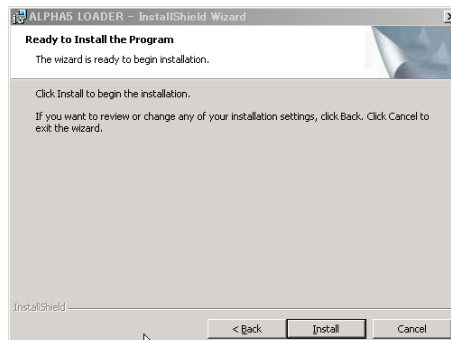 ALPHA5 LOADER - InstallShield Wizard
Ready to Install the Program
The wizard is ready to begin installation.
Click Install to begin the installation.
If you want to review or change any of your installation settings, click Back. Click Cancel to
exit the wizard.
InstallShield
< Back
Install
Cancel